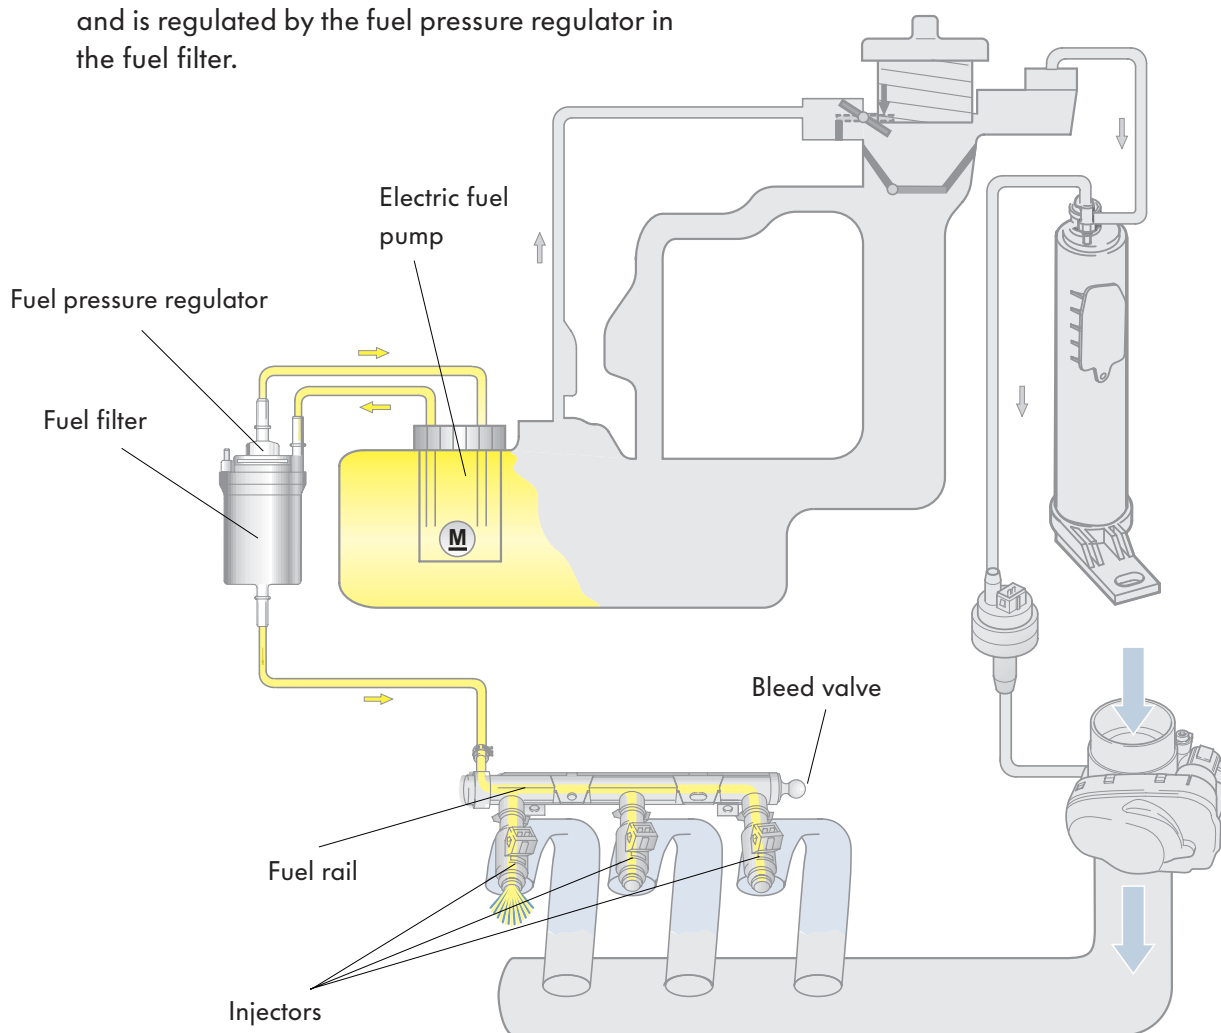 and is regulated by the fuel pressure regulator in
the fuel filter.
Electric fuel
pump
Fuel pressure regulator
Fuel filter
M
Bleed valve
Fuel rail
Injectors